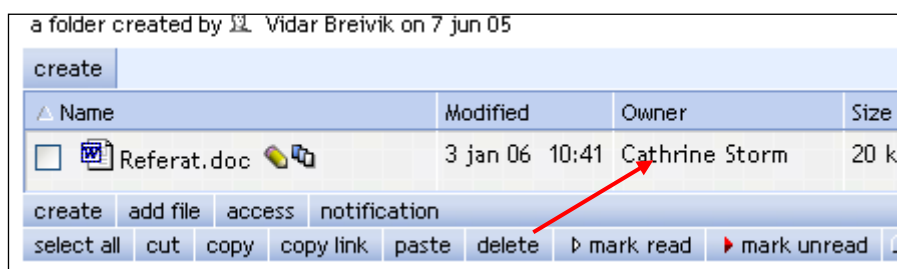 a folder created by Vidar Breivik on 7 jun 05
create
Name Modified Owner Size
Referat.doc 3 jan 06 10:41 Cathrine Storm 20 k
create add file access notification
select all cut copy copy link paste delete mark read mark unread